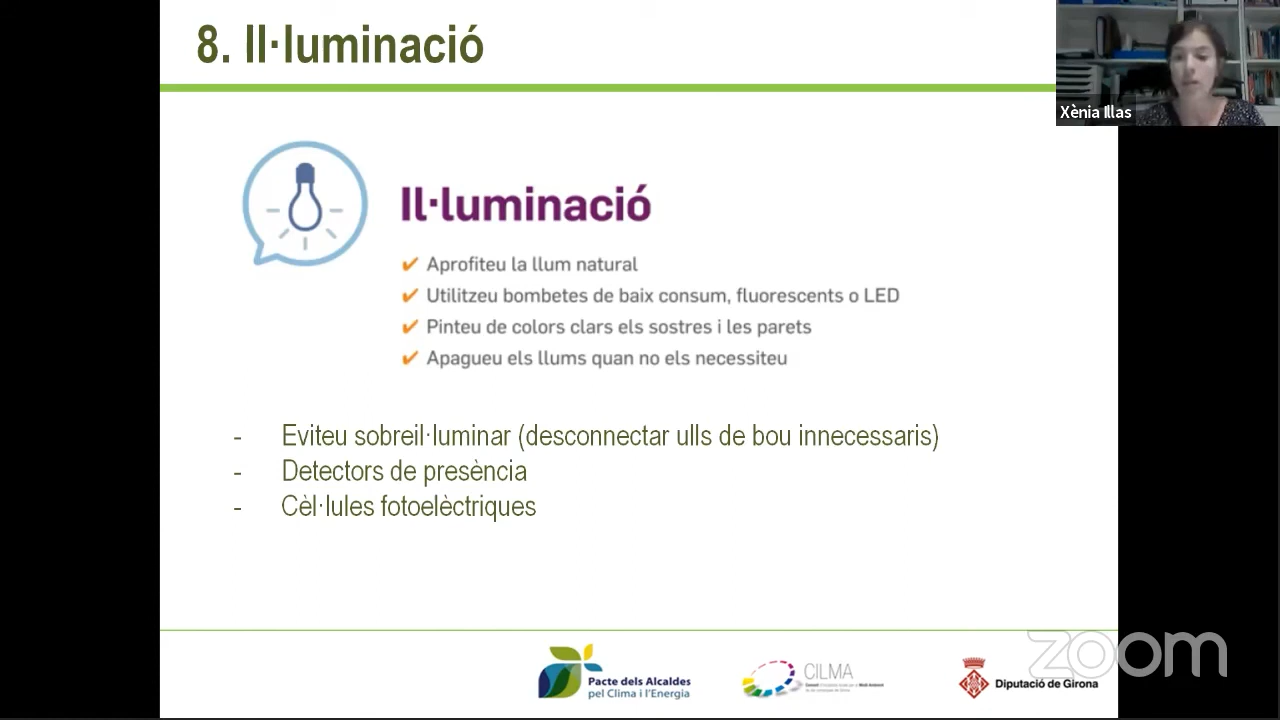 8. Il·luminació
Xènia Illas
Il·luminació
✔ Aprofiteu la llum natural
✔ Utilitzeu bombetes de baix consum, fluorescents o LED
✔ Pinteu de colors clars els sostres i les parets
✔ Apagueu els llums quan no els necessiteu
- Eviteu sobreil·luminar (desconnectar ulls de bou innecessaris)
- Detectors de presència
- Cèl·lules fotoelèctriques
Pacte dels Alcaldes
pel Clima i l'Energia
CILMA
Diputació de Girona
zoom